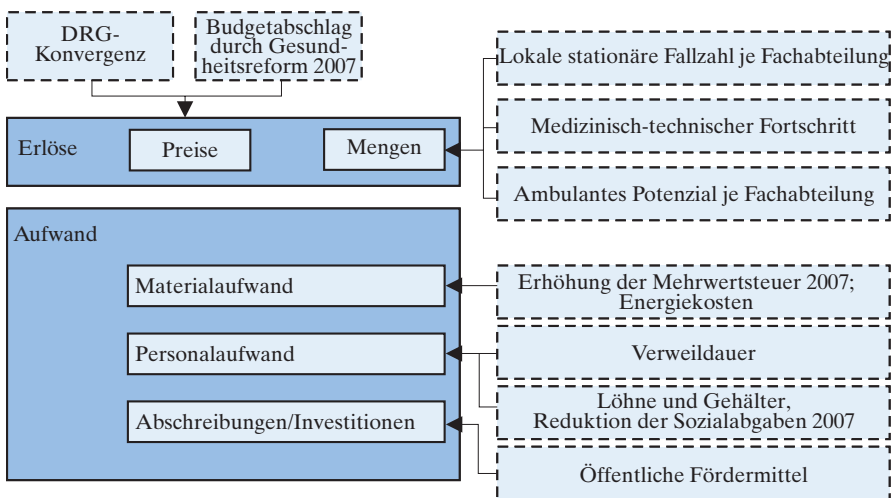 DRG-
Konvergenz
Budgetabschlag
durch Gesund-
heitsreform 2007
Lokale stationäre Fallzahl je Fachabteilung
Medizinisch-technischer Fortschritt
Ambulantes Potenzial je Fachabteilung
Erlöse
Preise
Mengen
Aufwand
Materialaufwand
Personalaufwand
Abschreibungen/Investitionen
Erhöhung der Mehrwertsteuer 2007;
Energiekosten
Verweildauer
Löhne und Gehälter,
Reduktion der Sozialabgaben 2007
Öffentliche Fördermittel